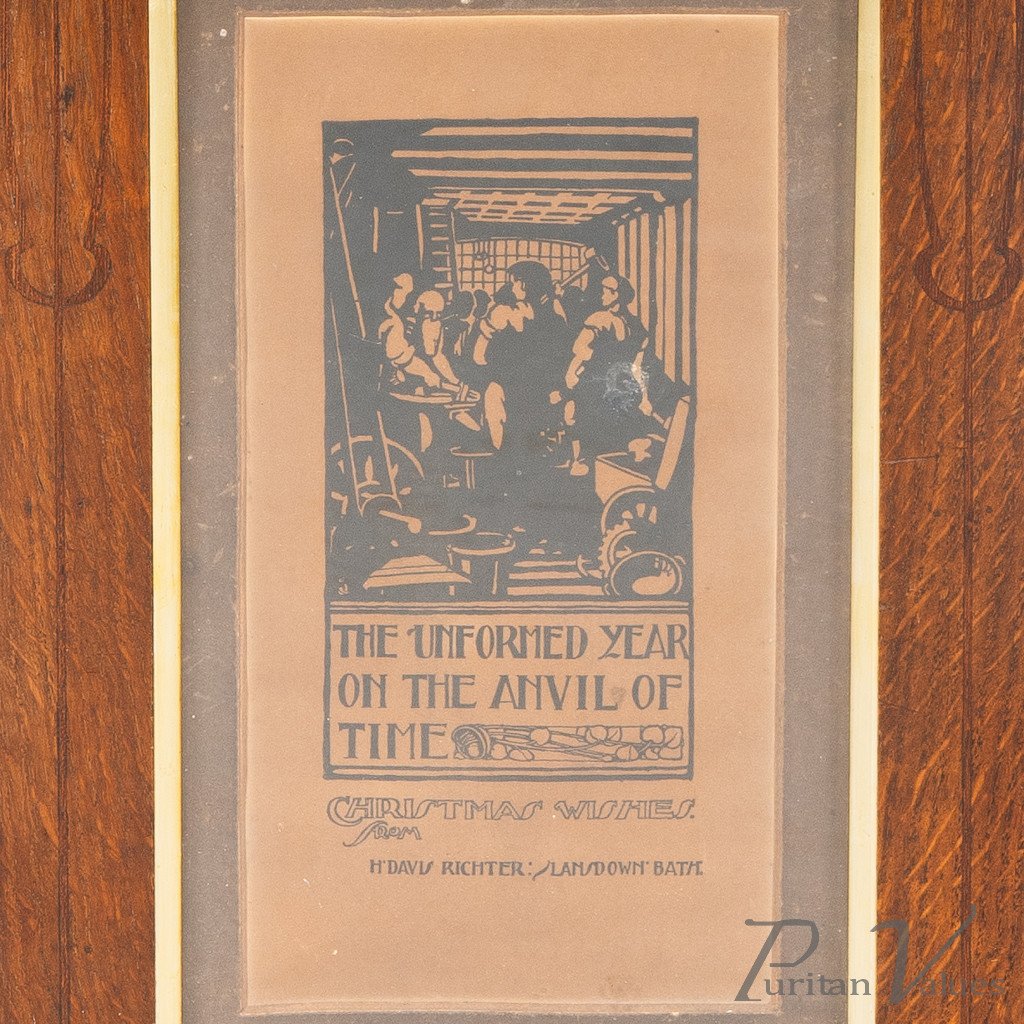 THE UNFORMED YEAR
ON THE ANVIL OF
TIME
CHRISTMAS WISHES.
FROM
H·DAVIS RICHTER: LANSDOWN· BATH.
Puritan Values